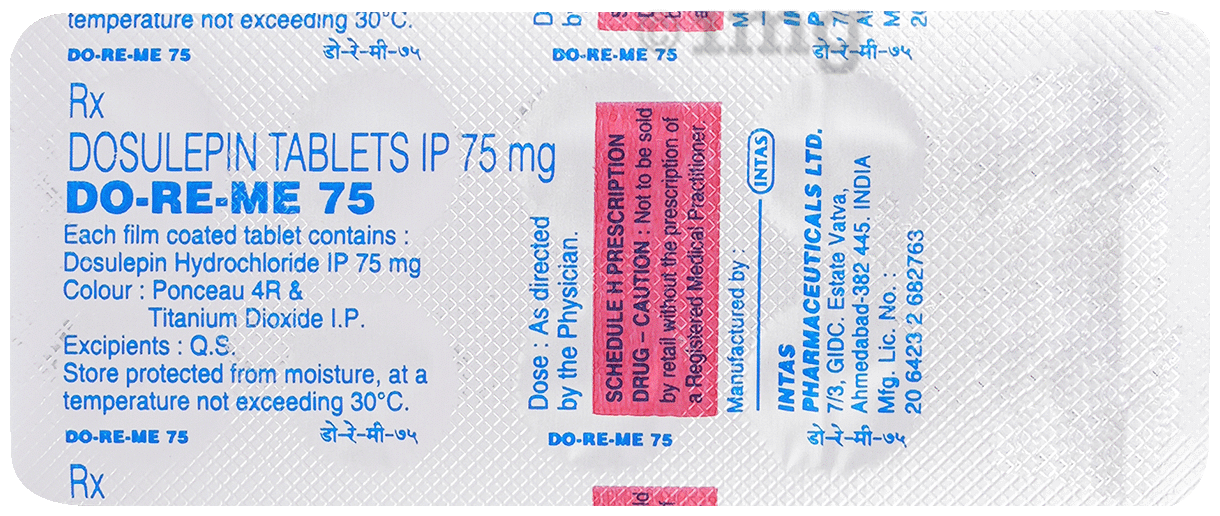 temperature not exceeding 30°C.
DO-RE-ME 75
डो-रे-मी-७५
DO-RE-ME 75
डो-रे-मी-७५
Rx
DOSULEPIN TABLETS IP 75 mg
DO-RE-ME 75
Each film coated tablet contains :
Dosulepin Hydrochloride IP 75 mg
Colour : Ponceau 4R &
Titanium Dioxide I.P.
Excipients : Q.S.
Store protected from moisture, at a
temperature not exceeding 30°C.
Dose : As directed
by the Physician.
SCHEDULE H PRESCRIPTION
DRUG – CAUTION : Not to be sold
by retail without the prescription of
a Registered Medical Practitioner
Manufactured by :
INTAS
INTAS
PHARMACEUTICALS LTD.
7/3, GIDC. Estate Vatva,
Ahmedabad-382 445. INDIA
Mfg. Lic. No. :
20 6423 2 682763
DO-RE-ME 75
डो-रे-मी-७५
DO-RE-ME 75
डो-रे-मी-७५
Rx